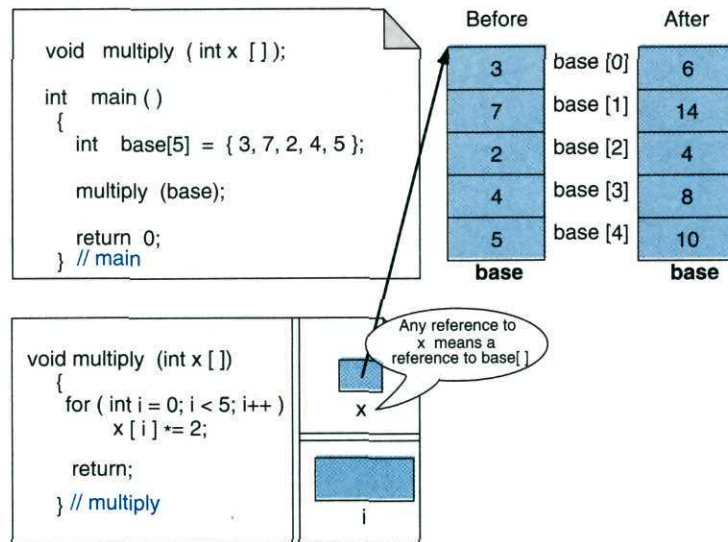 void multiply ( int x [ ] );
int main ( )
{
int base[5] = { 3, 7, 2, 4, 5 };
multiply (base);
return 0;
} // main
Before After
3 base [0] 6
7 base [1] 14
2 base [2] 4
4 base [3] 8
5 base [4] 10
base base
void multiply (int x [ ])
{
for ( int i = 0; i < 5; i++ )
x [ i ] *= 2;
return;
} // multiply
Any reference to
x means a
reference to base[ ]
x
i